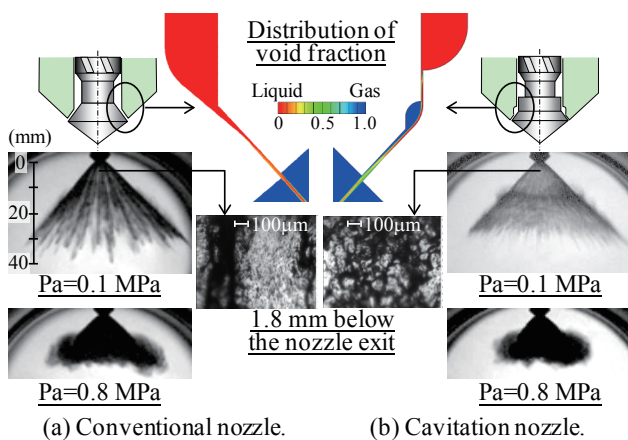 Distribution of
void fraction
Liquid
Gas
0
0.5
1.0
(mm)
0
20
40
100μm
100μm
Pa=0.1 MPa
1.8 mm below
the nozzle exit
Pa=0.1 MPa
Pa=0.8 MPa
Pa=0.8 MPa
(a) Conventional nozzle.
(b) Cavitation nozzle.